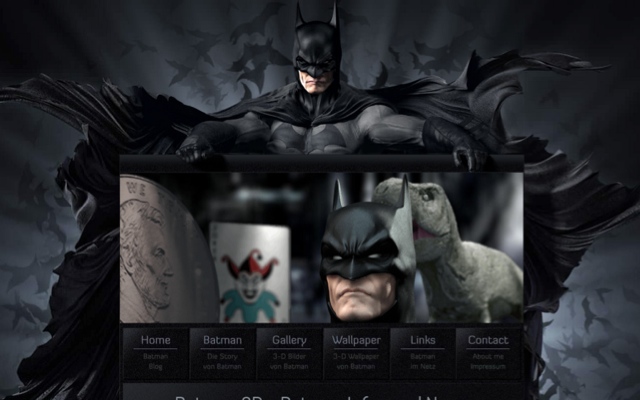 WE
Home Batman Gallery Wallpaper Links Contact
Batman Die Story 3-D Bilder 3-D Wallpaper Batman About me
Blog von Batman von Batman von Batman im Netz Impressum